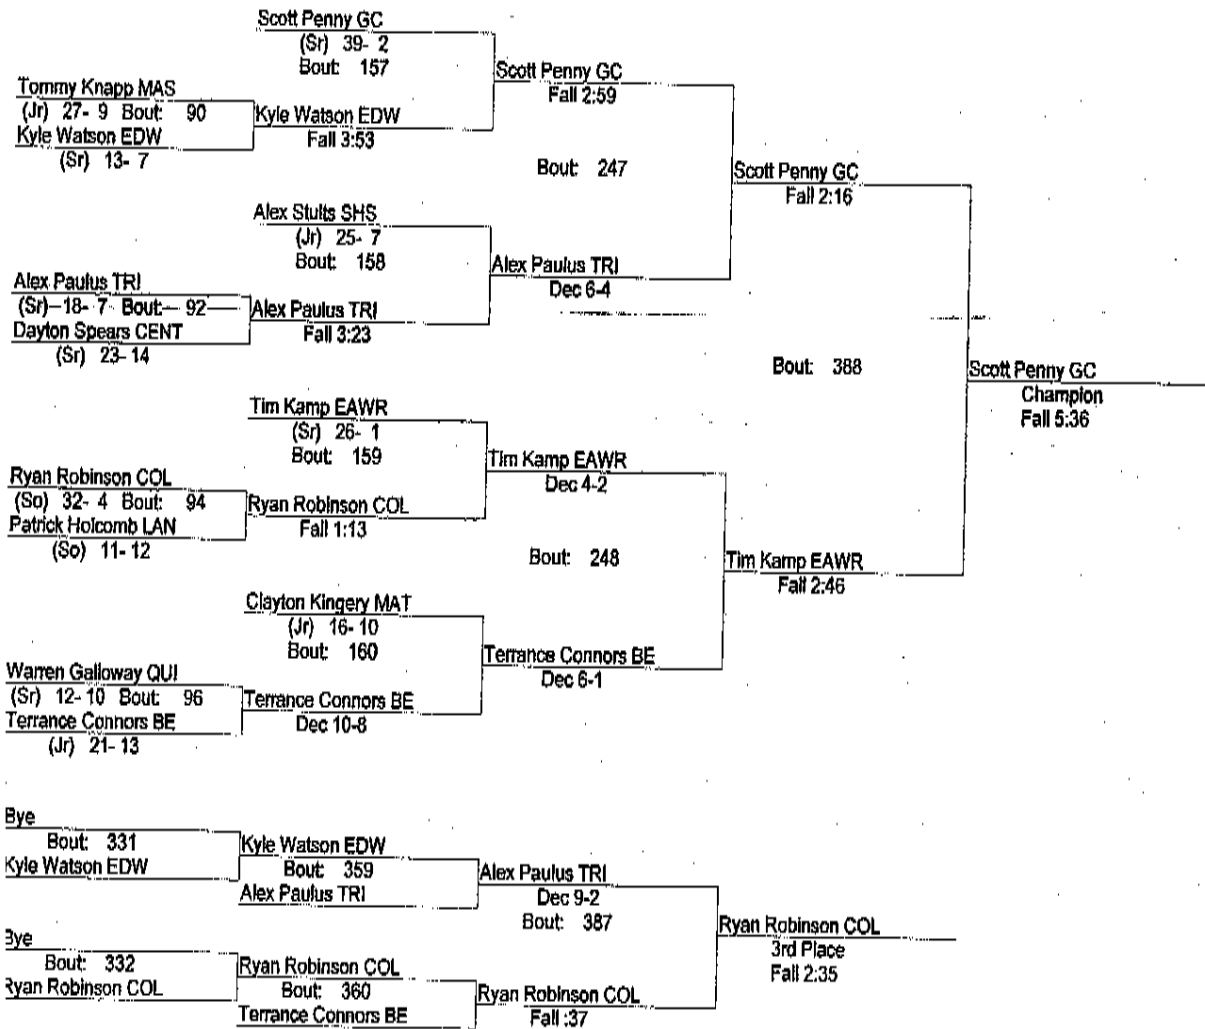 Scott Penny GC
(Sr) 39- 2
Bout: 157
Scott Penny GC
Fall 2:59
Tommy Knapp MAS
(Jr) 27- 9 Bout: 90
Kyle Watson EDW
Fall 3:53
Kyle Watson EDW
(Sr) 13- 7
Bout: 247
Scott Penny GC
Fall 2:16
Alex Stults SHS
(Jr) 25- 7
Bout: 158
Alex Paulus TRI
Dec 6-4
Alex Paulus TRI
(Sr) 18- 7 Bout: 92
Alex Paulus TRI
Fall 3:23
Dayton Spears CENT
(Sr) 23- 14
Bout: 388
Scott Penny GC
Champion
Fall 5:36
Tim Kamp EAWR
(Sr) 26- 1
Bout: 159
Tim Kamp EAWR
Dec 4-2
Ryan Robinson COL
(So) 32- 4 Bout: 94
Ryan Robinson COL
Fall 1:13
Patrick Holcomb LAN
(So) 11- 12
Bout: 248
Tim Kamp EAWR
Fall 2:46
Clayton Kingery MAT
(Jr) 16- 10
Bout: 160
Terrance Connors BE
Dec 6-1
Warren Galloway QUI
(Sr) 12- 10 Bout: 96
Terrance Connors BE
Dec 10-8
Terrance Connors BE
(Jr) 21- 13
Bye
Bout: 331
Kyle Watson EDW
Kyle Watson EDW
Bout: 359
Alex Paulus TRI
Alex Paulus TRI
Dec 9-2
Bout: 387
Ryan Robinson COL
3rd Place
Fall 2:35
Bye
Bout: 332
Ryan Robinson COL
Ryan Robinson COL
Bout: 360
Terrance Connors BE
Ryan Robinson COL
Fall :37